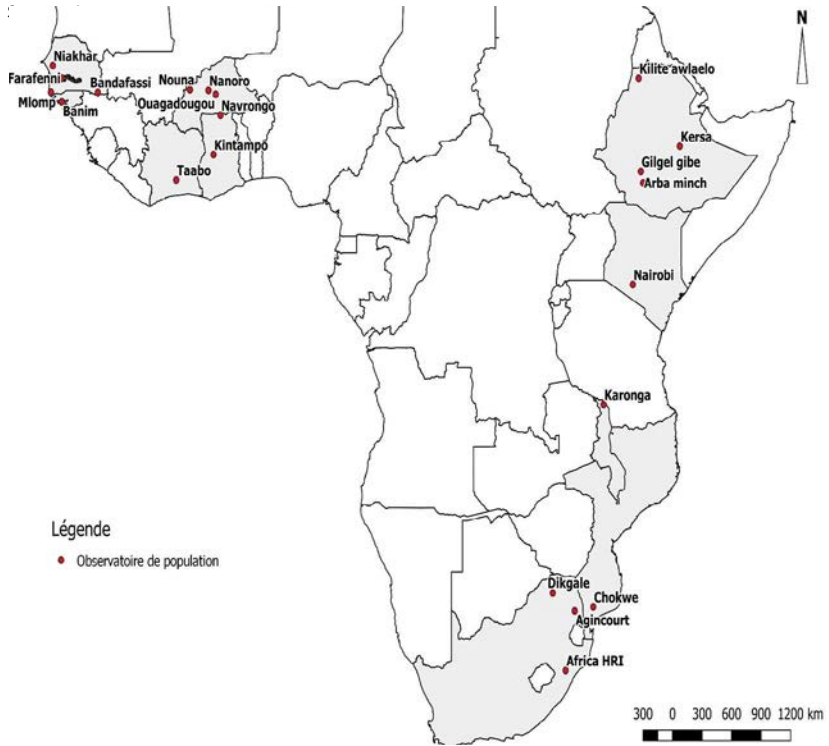 N
Niakhar
Kilite awlaelo
Farafenni
Bandafassi
Nouna
Nanoro
Mlomp
Banim
Ouagadougou
Navrongo
Kersa
Kintampo
Gilgel gibe
Taabo
Arba minch
Nairobi
Karonga
Légende
Observatoire de population
Dikgale
Chokwe
Agincourt
Africa HRI
300 0 300 600 900 1200 km